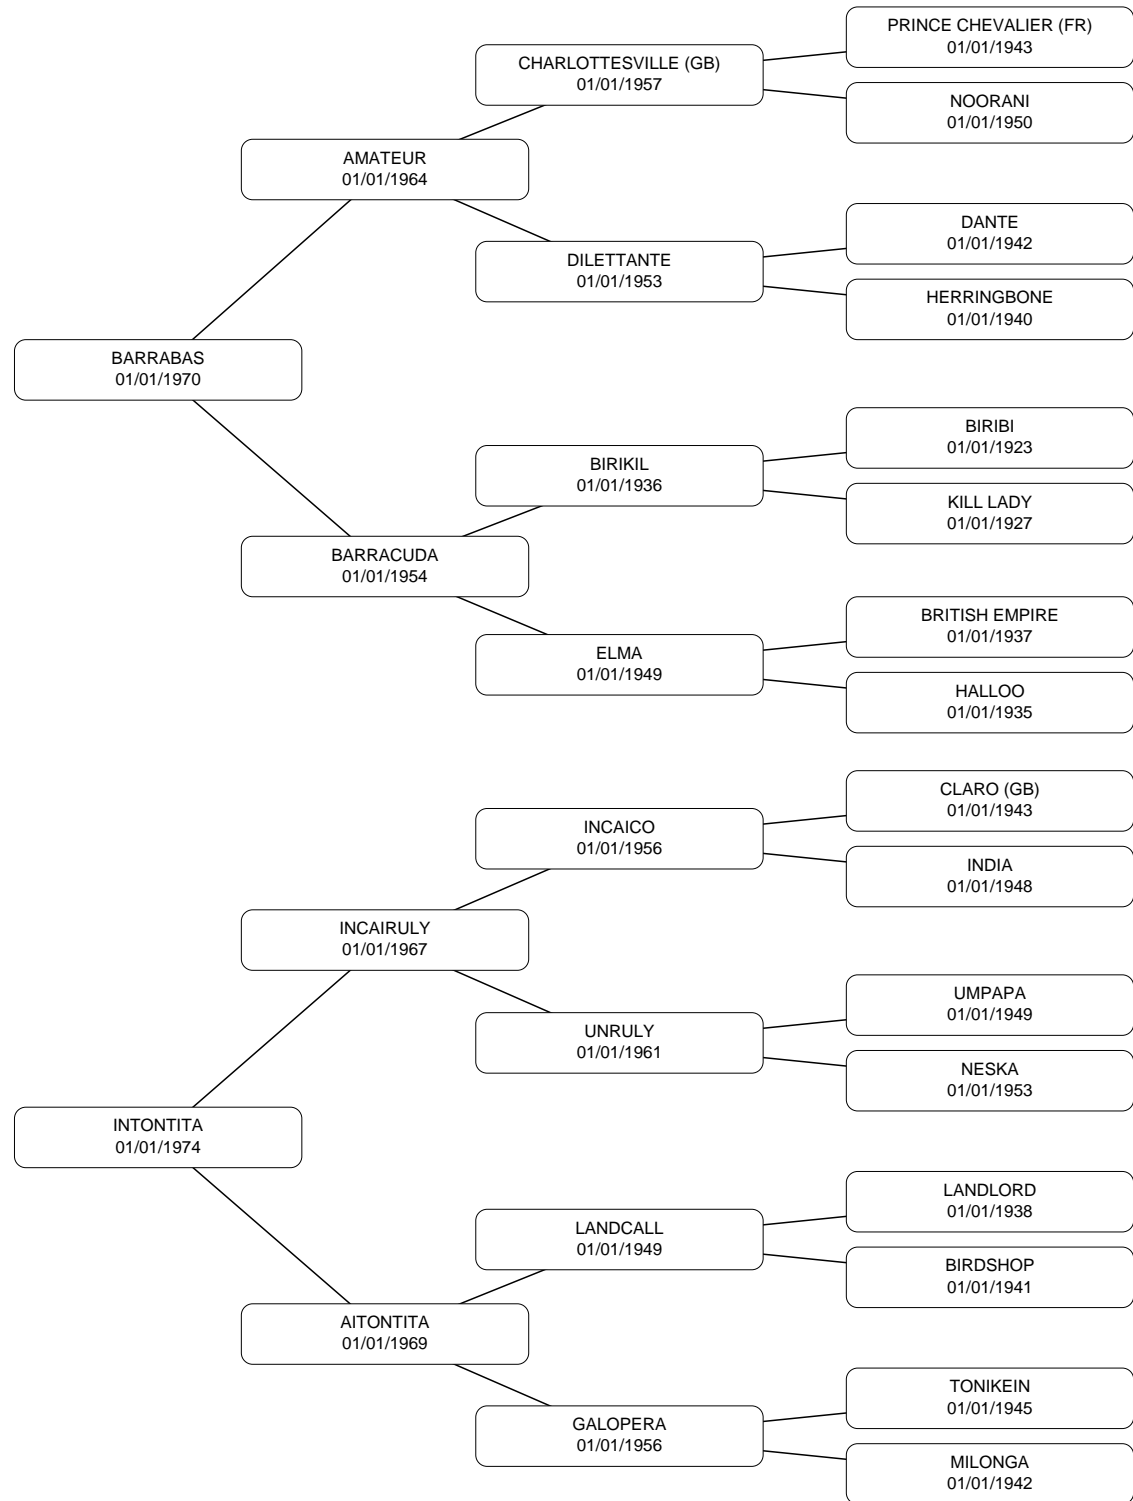 PRINCE CHEVALIER (FR)
01/01/1943
CHARLOTTESVILLE (GB)
01/01/1957
NOORANI
01/01/1950
AMATEUR
01/01/1964
DANTE
01/01/1942
DILETTANTE
01/01/1953
HERRINGBONE
01/01/1940
BARRABAS
01/01/1970
BIRIBI
01/01/1923
BIRIKIL
01/01/1936
KILL LADY
01/01/1927
BARRACUDA
01/01/1954
BRITISH EMPIRE
01/01/1937
ELMA
01/01/1949
HALLOO
01/01/1935
CLARO (GB)
01/01/1943
INCAICO
01/01/1956
INDIA
01/01/1948
INCAIRULY
01/01/1967
UMPAPA
01/01/1949
UNRULY
01/01/1961
NESKA
01/01/1953
INTONTITA
01/01/1974
LANDLORD
01/01/1938
LANDCALL
01/01/1949
BIRDSHOP
01/01/1941
AITONTITA
01/01/1969
TONIKEIN
01/01/1945
GALOPERA
01/01/1956
MILONGA
01/01/1942